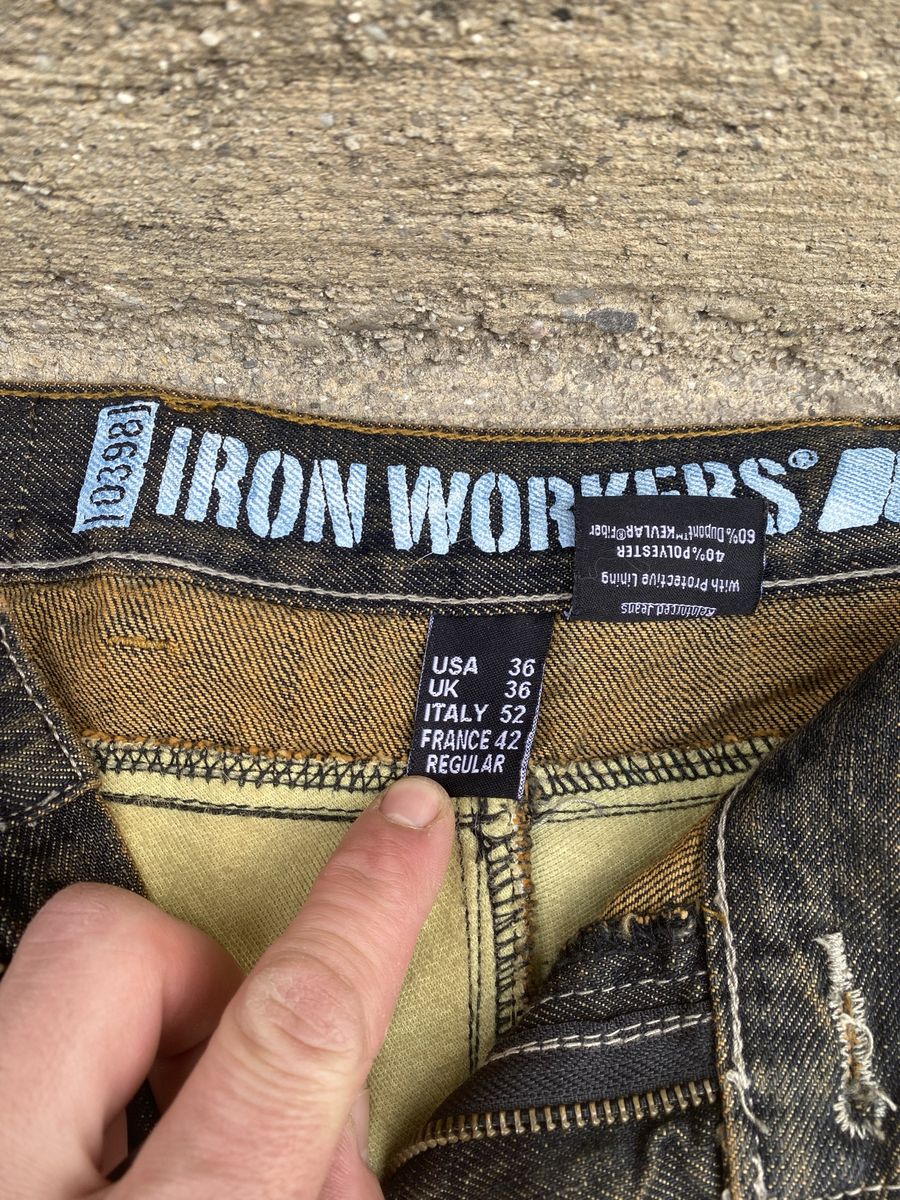 IRON WORKERS©
Reinforced Jeans
With Protective Lining
40% POLYESTER
60% Dupont™ KEVLAR® Fiber
USA 36
UK 36
ITALY 52
FRANCE 42
REGULAR